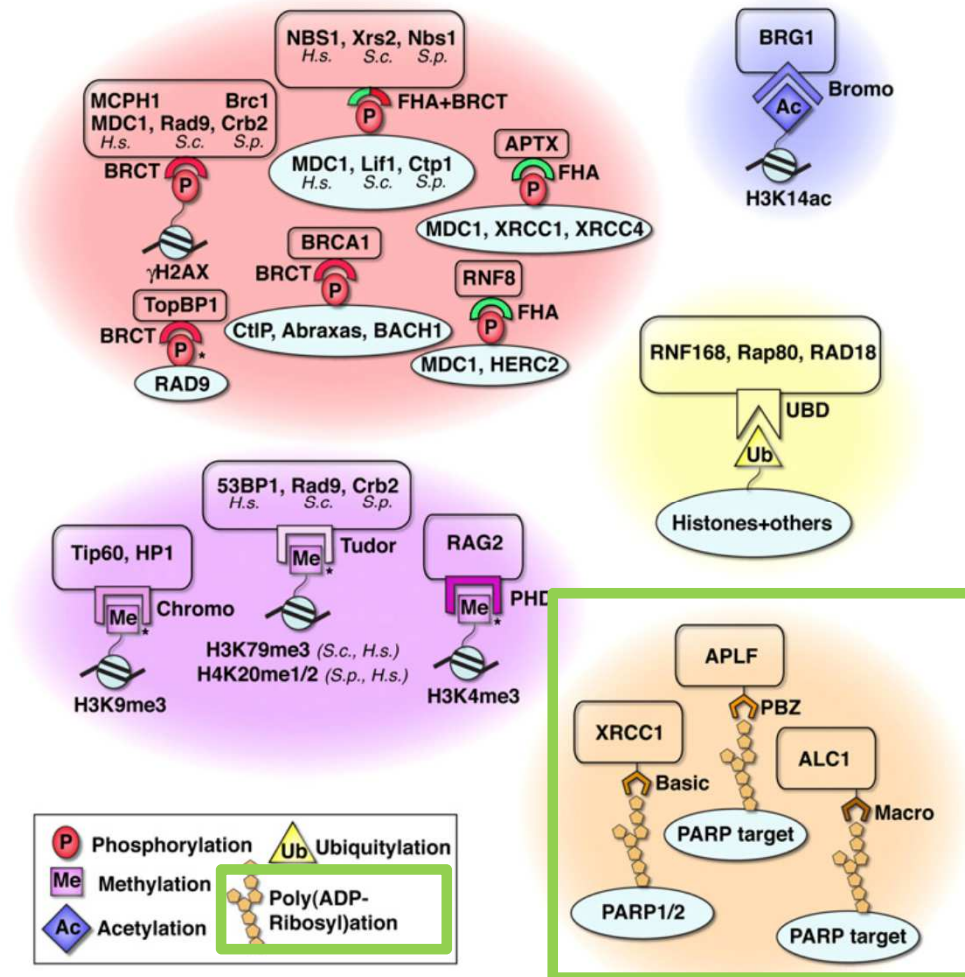 NBS1, Xrs2, Nbs1
H.s. S.c. S.p.
FHA+BRCT
P
MDC1, Lif1, Ctp1
H.s. S.c. S.p.
MCPH1 Brc1
MDC1, Rad9, Crb2
H.s. S.c. S.p.
BRCT
P
γH2AX
APTX
FHA
P
MDC1, XRCC1, XRCC4
BRCA1
BRCT
P
CtIP, Abraxas, BACH1
RNF8
FHA
P
MDC1, HERC2
TopBP1
BRCT
P *
RAD9
BRG1
Bromo
Ac
H3K14ac
RNF168, Rap80, RAD18
UBD
Ub
Histones+others
53BP1, Rad9, Crb2
H.s. S.c. S.p.
Tudor
Me *
H3K79me3 (S.c., H.s.)
H4K20me1/2 (S.p., H.s.)
Tip60, HP1
Chromo
Me *
H3K9me3
RAG2
PHD
Me *
H3K4me3
APLF
PBZ
PARP target
XRCC1
Basic
PARP1/2
ALC1
Macro
PARP target
P Phosphorylation
Ub Ubiquitylation
Me Methylation
Poly(ADP-
Ribosyl)ation
Ac Acetylation